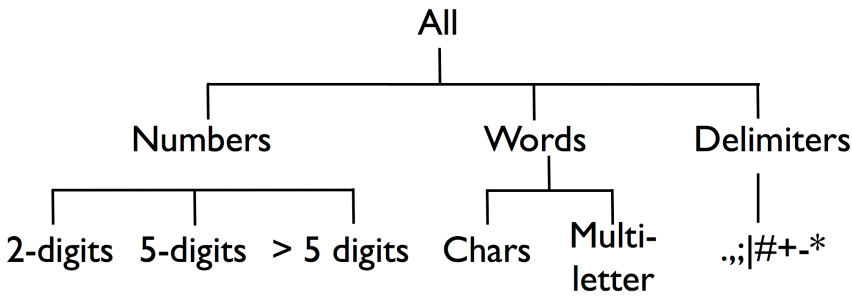 All
Numbers Words Delimiters
2-digits 5-digits > 5 digits Chars Multi-
letter .,;|#+-*